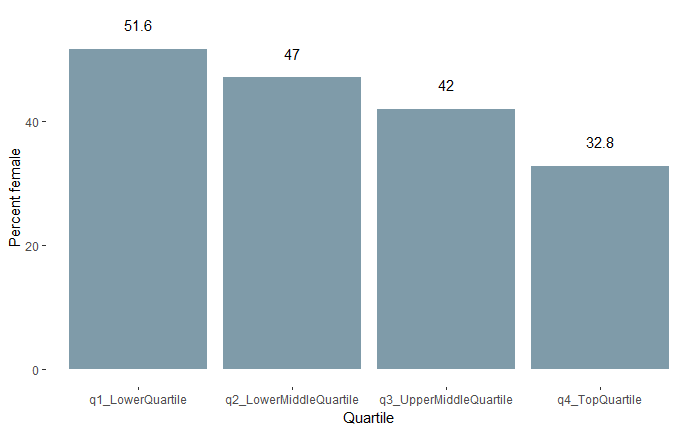 51.6
47
42
32.8
40
20
0
Percent female
q1_LowerQuartile
q2_LowerMiddleQuartile
q3_UpperMiddleQuartile
q4_TopQuartile
Quartile